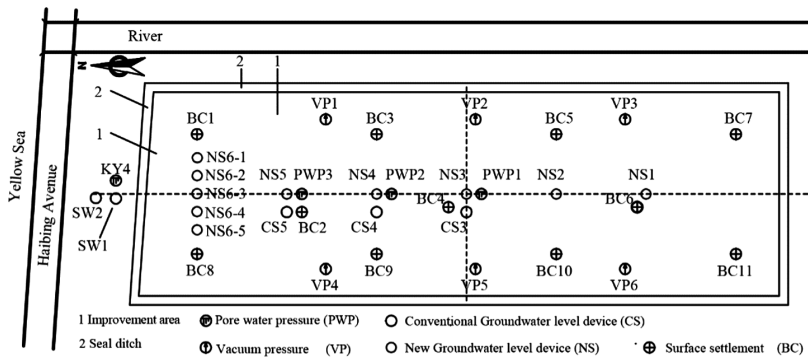 River
N
2
1
2
1
VP1
VP2
VP3
BC1
BC3
BC5
BC7
NS6-1
NS6-2
NS6-3
NS6-4
NS6-5
KY4
NS5
PWP3
NS4
PWP2
NS3
PWP1
NS2
NS1
BC4
BC6
SW2
SW1
CS5
BC2
CS4
CS3
BC8
BC9
BC10
BC11
VP4
VP5
VP6
Yellow Sea
Haibing Avenue
1 Improvement area
Pore water pressure (PWP)
Conventional Groundwater level device (CS)
2 Seal ditch
Vacuum pressure (VP)
New Groundwater level device (NS)
Surface settlement (BC)